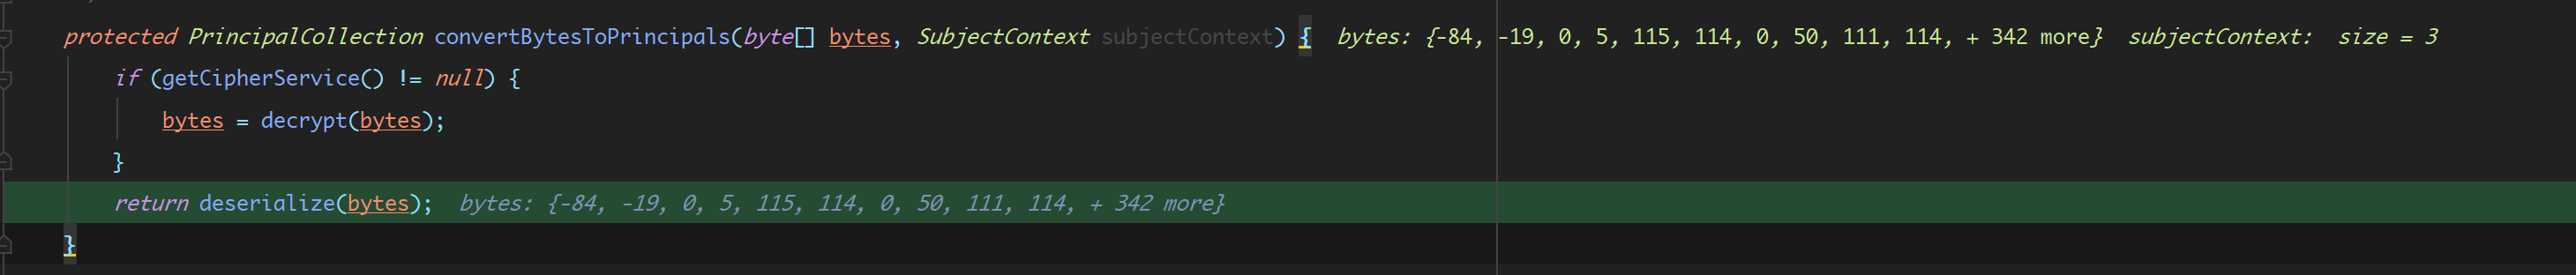 protected PrincipalCollection convertBytesToPrincipals(byte[] bytes, SubjectContext subjectContext) {  bytes: {-84, -19, 0, 5, 115, 114, 0, 50, 111, 114, + 342 more}  subjectContext:  size = 3
if (getCipherService() != null) {
bytes = decrypt(bytes);
}
return deserialize(bytes);  bytes: {-84, -19, 0, 5, 115, 114, 0, 50, 111, 114, + 342 more}
}